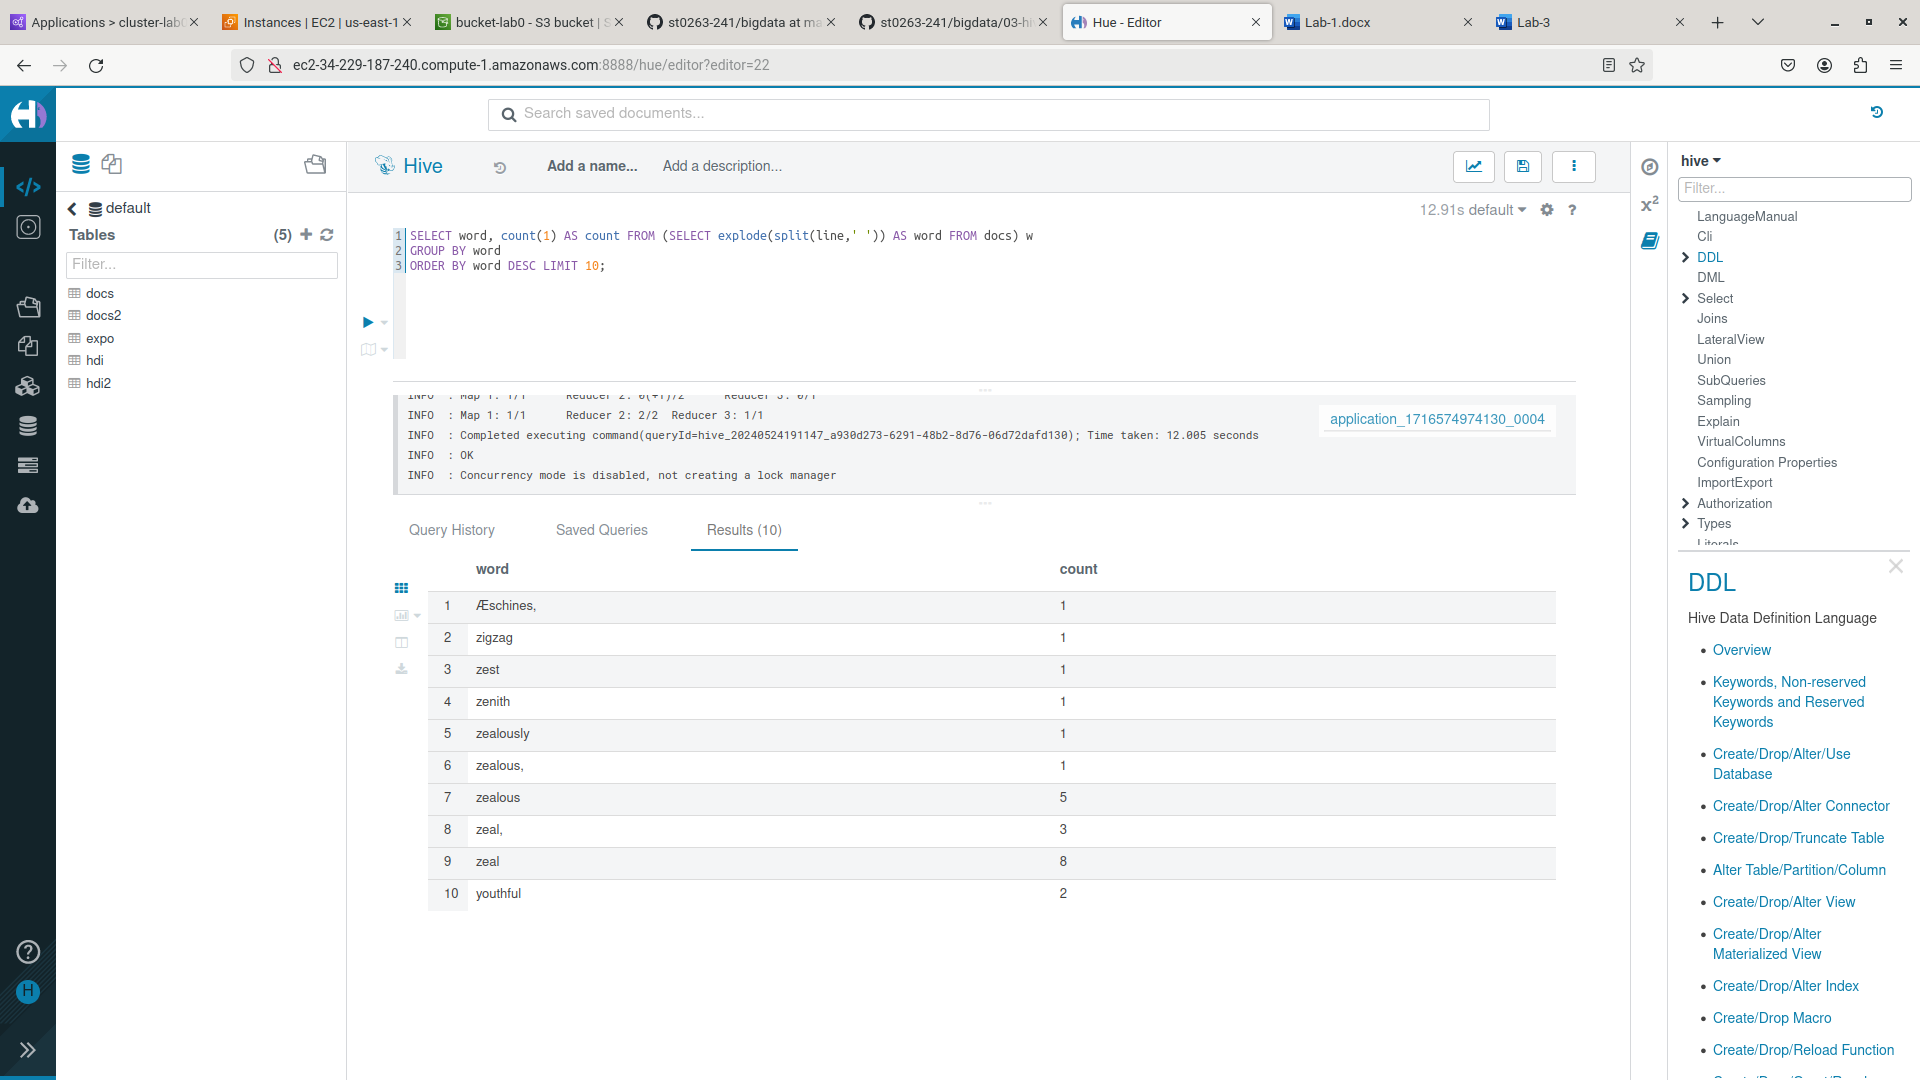 Applications > cluster-lab0
Instances | EC2 | us-east-1
bucket-lab0 - S3 bucket | S
st0263-241/bigdata at ma
st0263-241/bigdata/03-hi
Hue - Editor
Lab-1.docx
Lab-3
ec2-34-229-187-240.compute-1.amazonaws.com:8888/hue/editor?editor=22
Search saved documents...
default
Tables
(5)
Filter...
docs
docs2
expo
hdi
hdi2
H
Hive
Add a name...
Add a description...
12.91s default
?
1 SELECT word, count(1) AS count FROM (SELECT explode(split(line,' ')) AS word FROM docs) w
2 GROUP BY word
3 ORDER BY word DESC LIMIT 10;
INFO : Map 1: 1/1 Reducer 2: 0(+1)/2 Reducer 3: 0/1
INFO : Map 1: 1/1 Reducer 2: 2/2 Reducer 3: 1/1
INFO : Completed executing command(queryId=hive_20240524191147_a930d273-6291-48b2-8d76-06d72dafd130); Time taken: 12.005 seconds
INFO : OK
INFO : Concurrency mode is disabled, not creating a lock manager
application_1716574974130_0004
Query History
Saved Queries
Results (10)
word count
1 Æschines, 1
2 zigzag 1
3 zest 1
4 zenith 1
5 zealously 1
6 zealous, 1
7 zealous 5
8 zeal, 3
9 zeal 8
10 youthful 2
x²
hive
Filter...
LanguageManual
Cli
DDL
DML
Select
Joins
LateralView
Union
SubQueries
Sampling
Explain
VirtualColumns
Configuration Properties
ImportExport
Authorization
Types
Literals
DDL
Hive Data Definition Language
• Overview
• Keywords, Non-reserved
Keywords and Reserved
Keywords
• Create/Drop/Alter/Use
Database
• Create/Drop/Alter Connector
• Create/Drop/Truncate Table
• Alter Table/Partition/Column
• Create/Drop/Alter View
• Create/Drop/Alter
Materialized View
• Create/Drop/Alter Index
• Create/Drop Macro
• Create/Drop/Reload Function